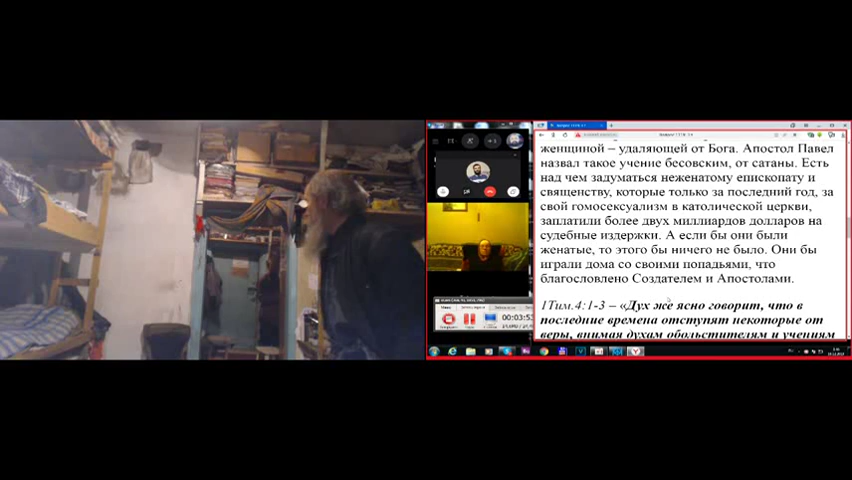 женщиной – удаляющей от Бога. Апостол Павел
назвал такое учение бесовским, от сатаны. Есть
над чем задуматься неженатому епископату и
священству, которые только за последний год, за
свой гомосексуализм в католической церкви,
заплатили более двух миллиардов долларов на
судебные издержки. А если бы они были
женатые, то этого бы ничего не было. Они бы
играли дома со своими попадьями, что
благословлено Создателем и Апостолами.
1Тим.4:1-3 – «Дух же ясно говорит, что в
последние времена отступят некоторые от
веры, внимая духам обольстителям и учениям
00:03:5